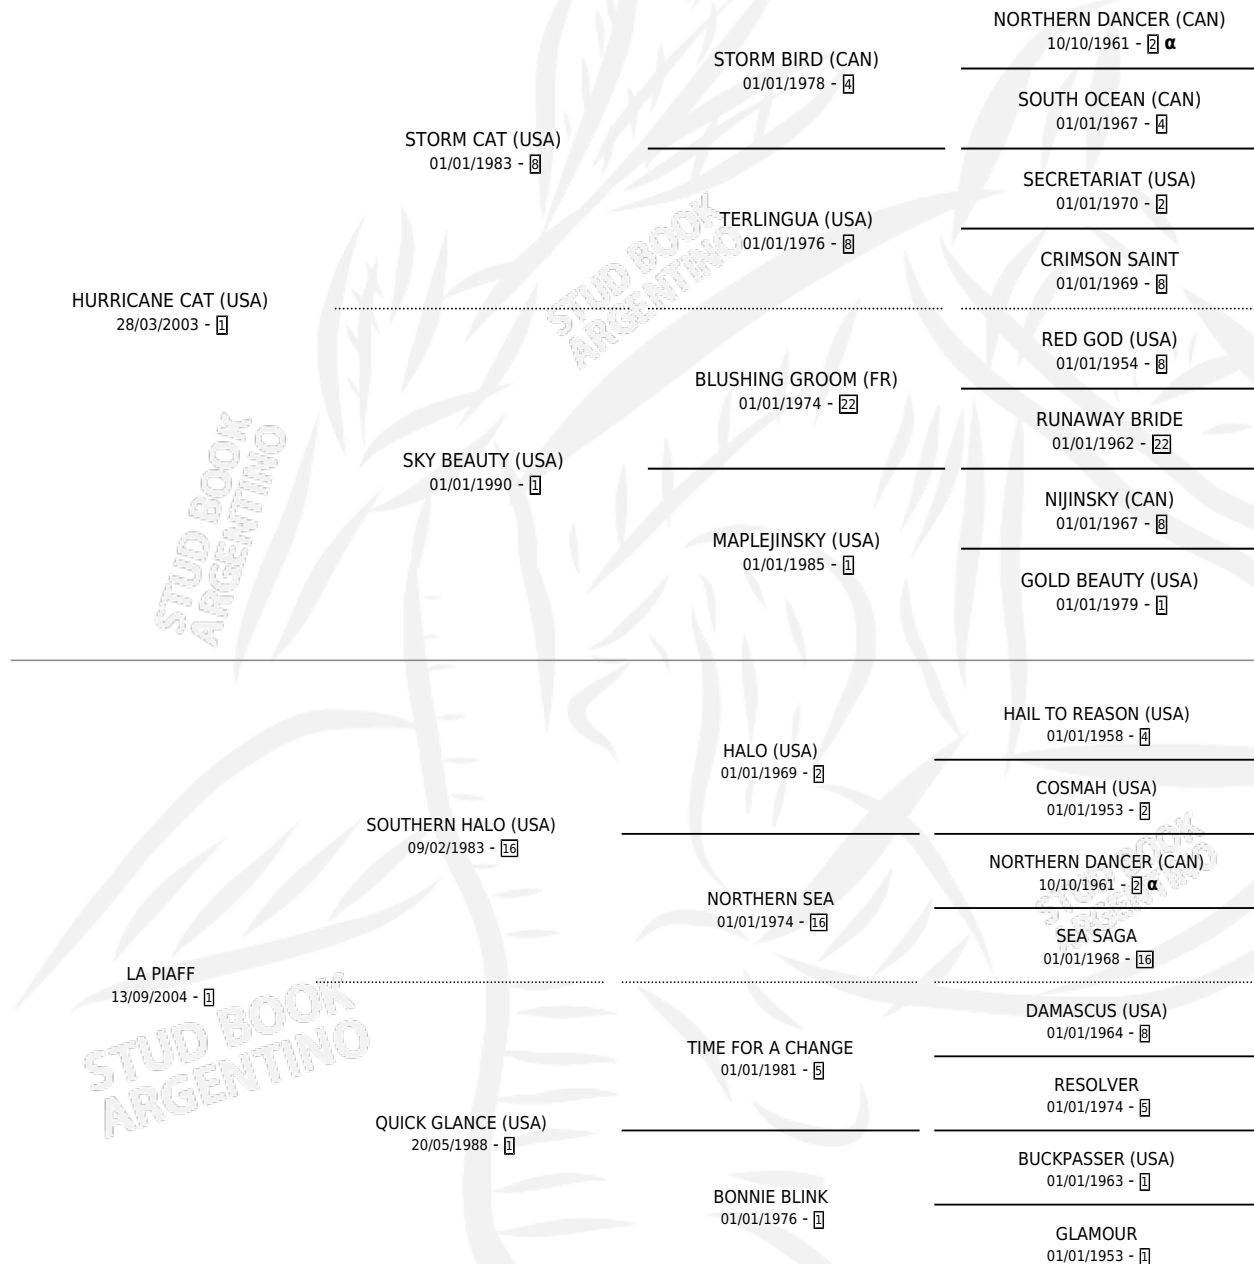 NORTHERN DANCER (CAN)
10/10/1961 - 2 α
STORM BIRD (CAN)
01/01/1978 - 4
SOUTH OCEAN (CAN)
01/01/1967 - 4
STORM CAT (USA)
01/01/1983 - 8
SECRETARIAT (USA)
01/01/1970 - 2
TERLINGUA (USA)
01/01/1976 - 8
CRIMSON SAINT
01/01/1969 - 8
HURRICANE CAT (USA)
28/03/2003 - 1
RED GOD (USA)
01/01/1954 - 8
BLUSHING GROOM (FR)
01/01/1974 - 22
RUNAWAY BRIDE
01/01/1962 - 22
SKY BEAUTY (USA)
01/01/1990 - 1
NIJINSKY (CAN)
01/01/1967 - 8
MAPLEJINSKY (USA)
01/01/1985 - 1
GOLD BEAUTY (USA)
01/01/1979 - 1
HAIL TO REASON (USA)
01/01/1958 - 4
HALO (USA)
01/01/1969 - 2
COSMAH (USA)
01/01/1953 - 2
SOUTHERN HALO (USA)
09/02/1983 - 16
NORTHERN DANCER (CAN)
10/10/1961 - 2 α
NORTHERN SEA
01/01/1974 - 16
SEA SAGA
01/01/1968 - 16
LA PIAFF
13/09/2004 - 1
DAMASCUS (USA)
01/01/1964 - 8
TIME FOR A CHANGE
01/01/1981 - 5
RESOLVER
01/01/1974 - 5
QUICK GLANCE (USA)
20/05/1988 - 1
BUCKPASSER (USA)
01/01/1963 - 1
BONNIE BLINK
01/01/1976 - 1
GLAMOUR
01/01/1953 - 1
STUD BOOK
ARGENTINO
STUD BOOK
ARGENTINO
STUD BOOK
ARGENTINO
STUD BOOK
ARGENTINO